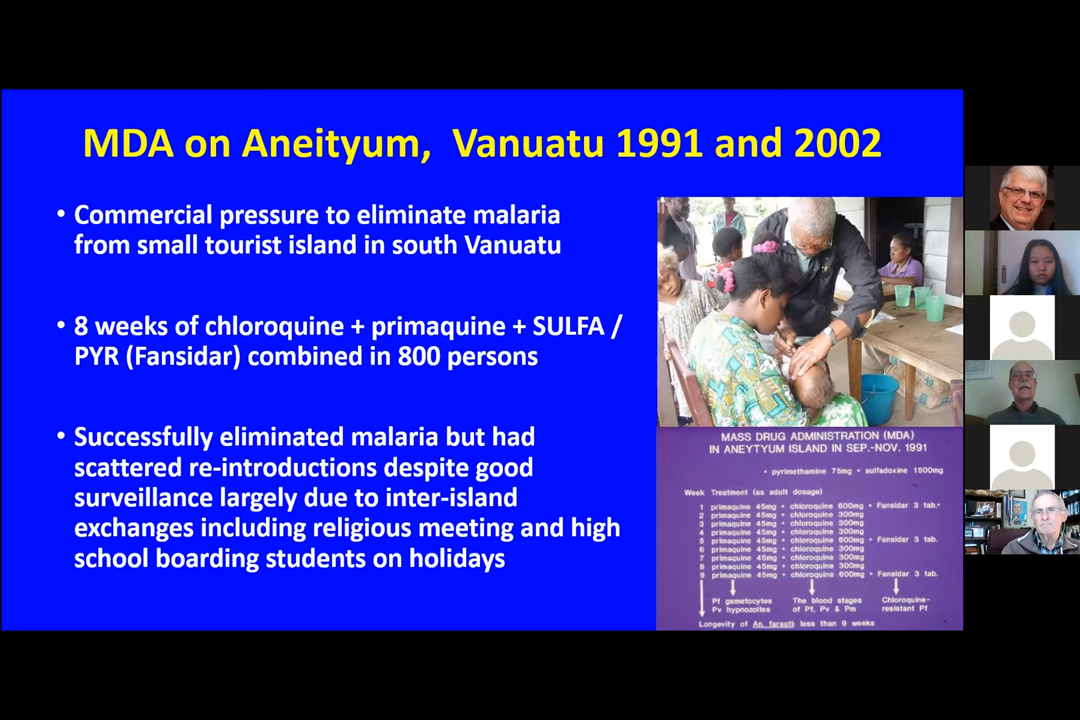 MDA on Aneityum, Vanuatu 1991 and 2002
• Commercial pressure to eliminate malaria
from small tourist island in south Vanuatu
• 8 weeks of chloroquine + primaquine + SULFA /
PYR (Fansidar) combined in 800 persons
• Successfully eliminated malaria but had
scattered re-introductions despite good
surveillance largely due to inter-island
exchanges including religious meeting and high
school boarding students on holidays
MASS DRUG ADMINISTRATION (MDA)
IN ANEYTYUM ISLAND IN SEP.-NOV. 1991
• pyrimethamine 75mg + sulfadoxine 1500mg
Week Treatment (as adult dosage)
1 primaquine 45mg + chloroquine 600mg + Fansidar 3 tab.*
2 primaquine 45mg + chloroquine 300mg
3 primaquine 45mg + chloroquine 300mg
4 primaquine 45mg + chloroquine 300mg
5 primaquine 45mg + chloroquine 600mg + Fansidar 3 tab.
6 primaquine 45mg + chloroquine 300mg
7 primaquine 45mg + chloroquine 300mg
8 primaquine 45mg + chloroquine 300mg
9 primaquine 45mg + chloroquine 600mg + Fansidar 3 tab.
Pf gametocytes The blood stages Chloroquine-
Pv hypnozoites of Pf, Pv & Pm resistant Pf
Longevity of An. farauti: less than 9 weeks